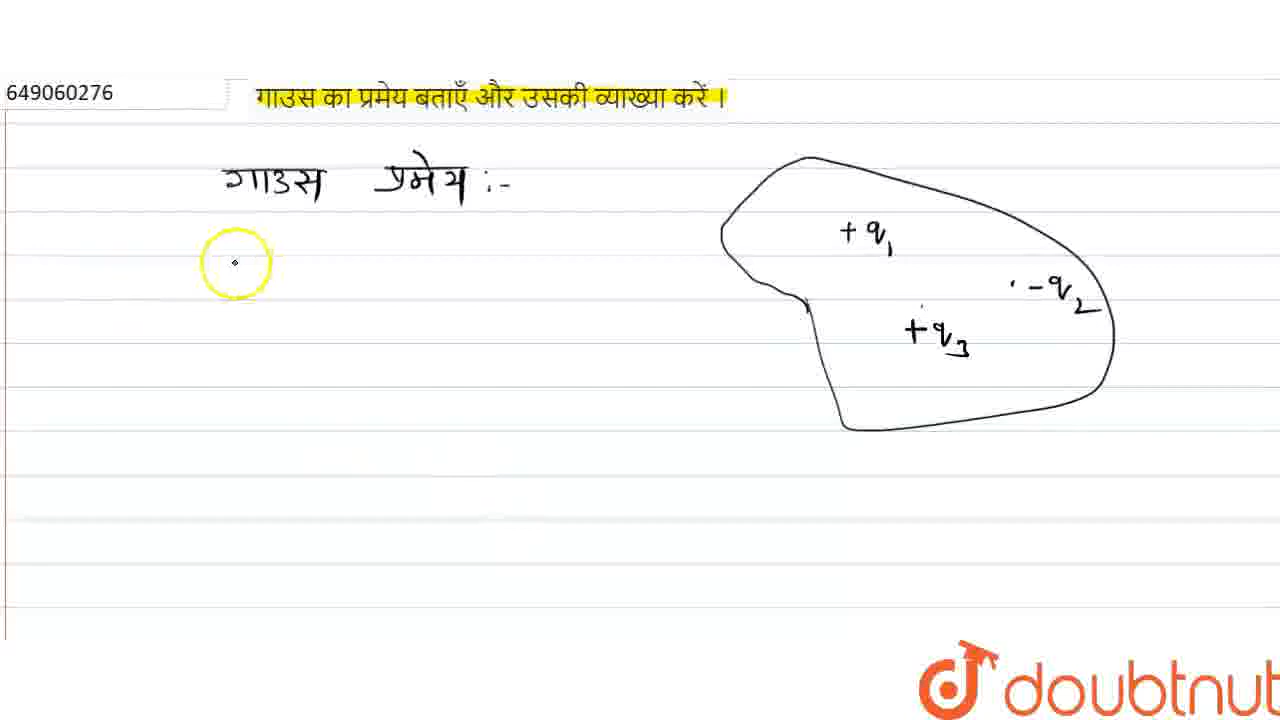 649060276
गाउस का प्रमेय बताएँ और उसकी व्याख्या करें ।
गाउस प्रमेय :-
+ q1
- q2
+ q3
doubtnut